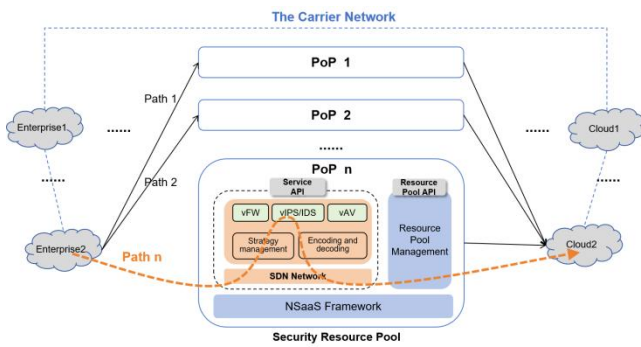 The Carrier Network
PoP 1
Path 1
Enterprise1
......
PoP 2
......
Cloud1
......
......
......
Path 2
PoP n
Service
API
Resource
Pool API
vFW
vIPS/IDS
vAV
Resource
Pool
Management
Strategy
management
Encoding and
decoding
Enterprise2
Path n
Cloud2
SDN Network
NSaaS Framework
Security Resource Pool